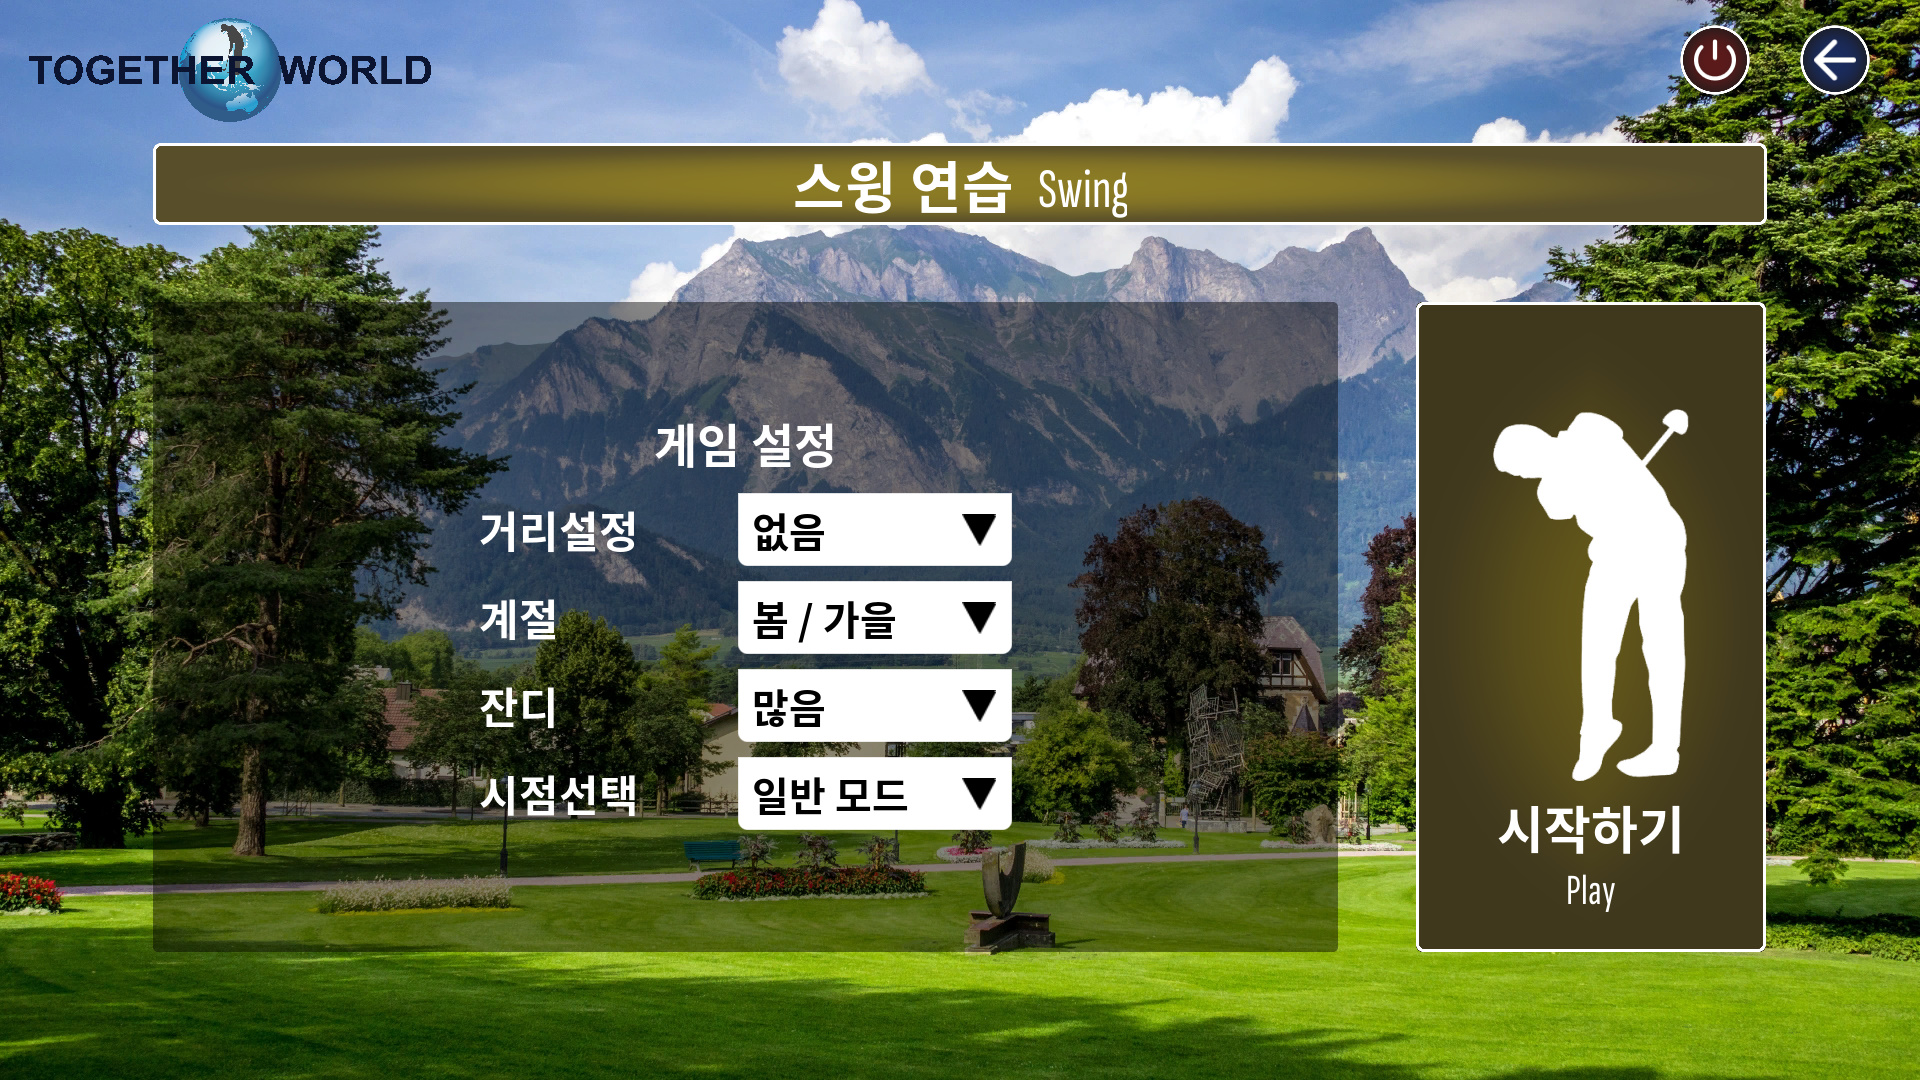 TOGETHER WORLD
스윙 연습 Swing
게임 설정
거리설정 없음
계절 봄 / 가을
잔디 많음
시점선택 일반 모드
시작하기
Play